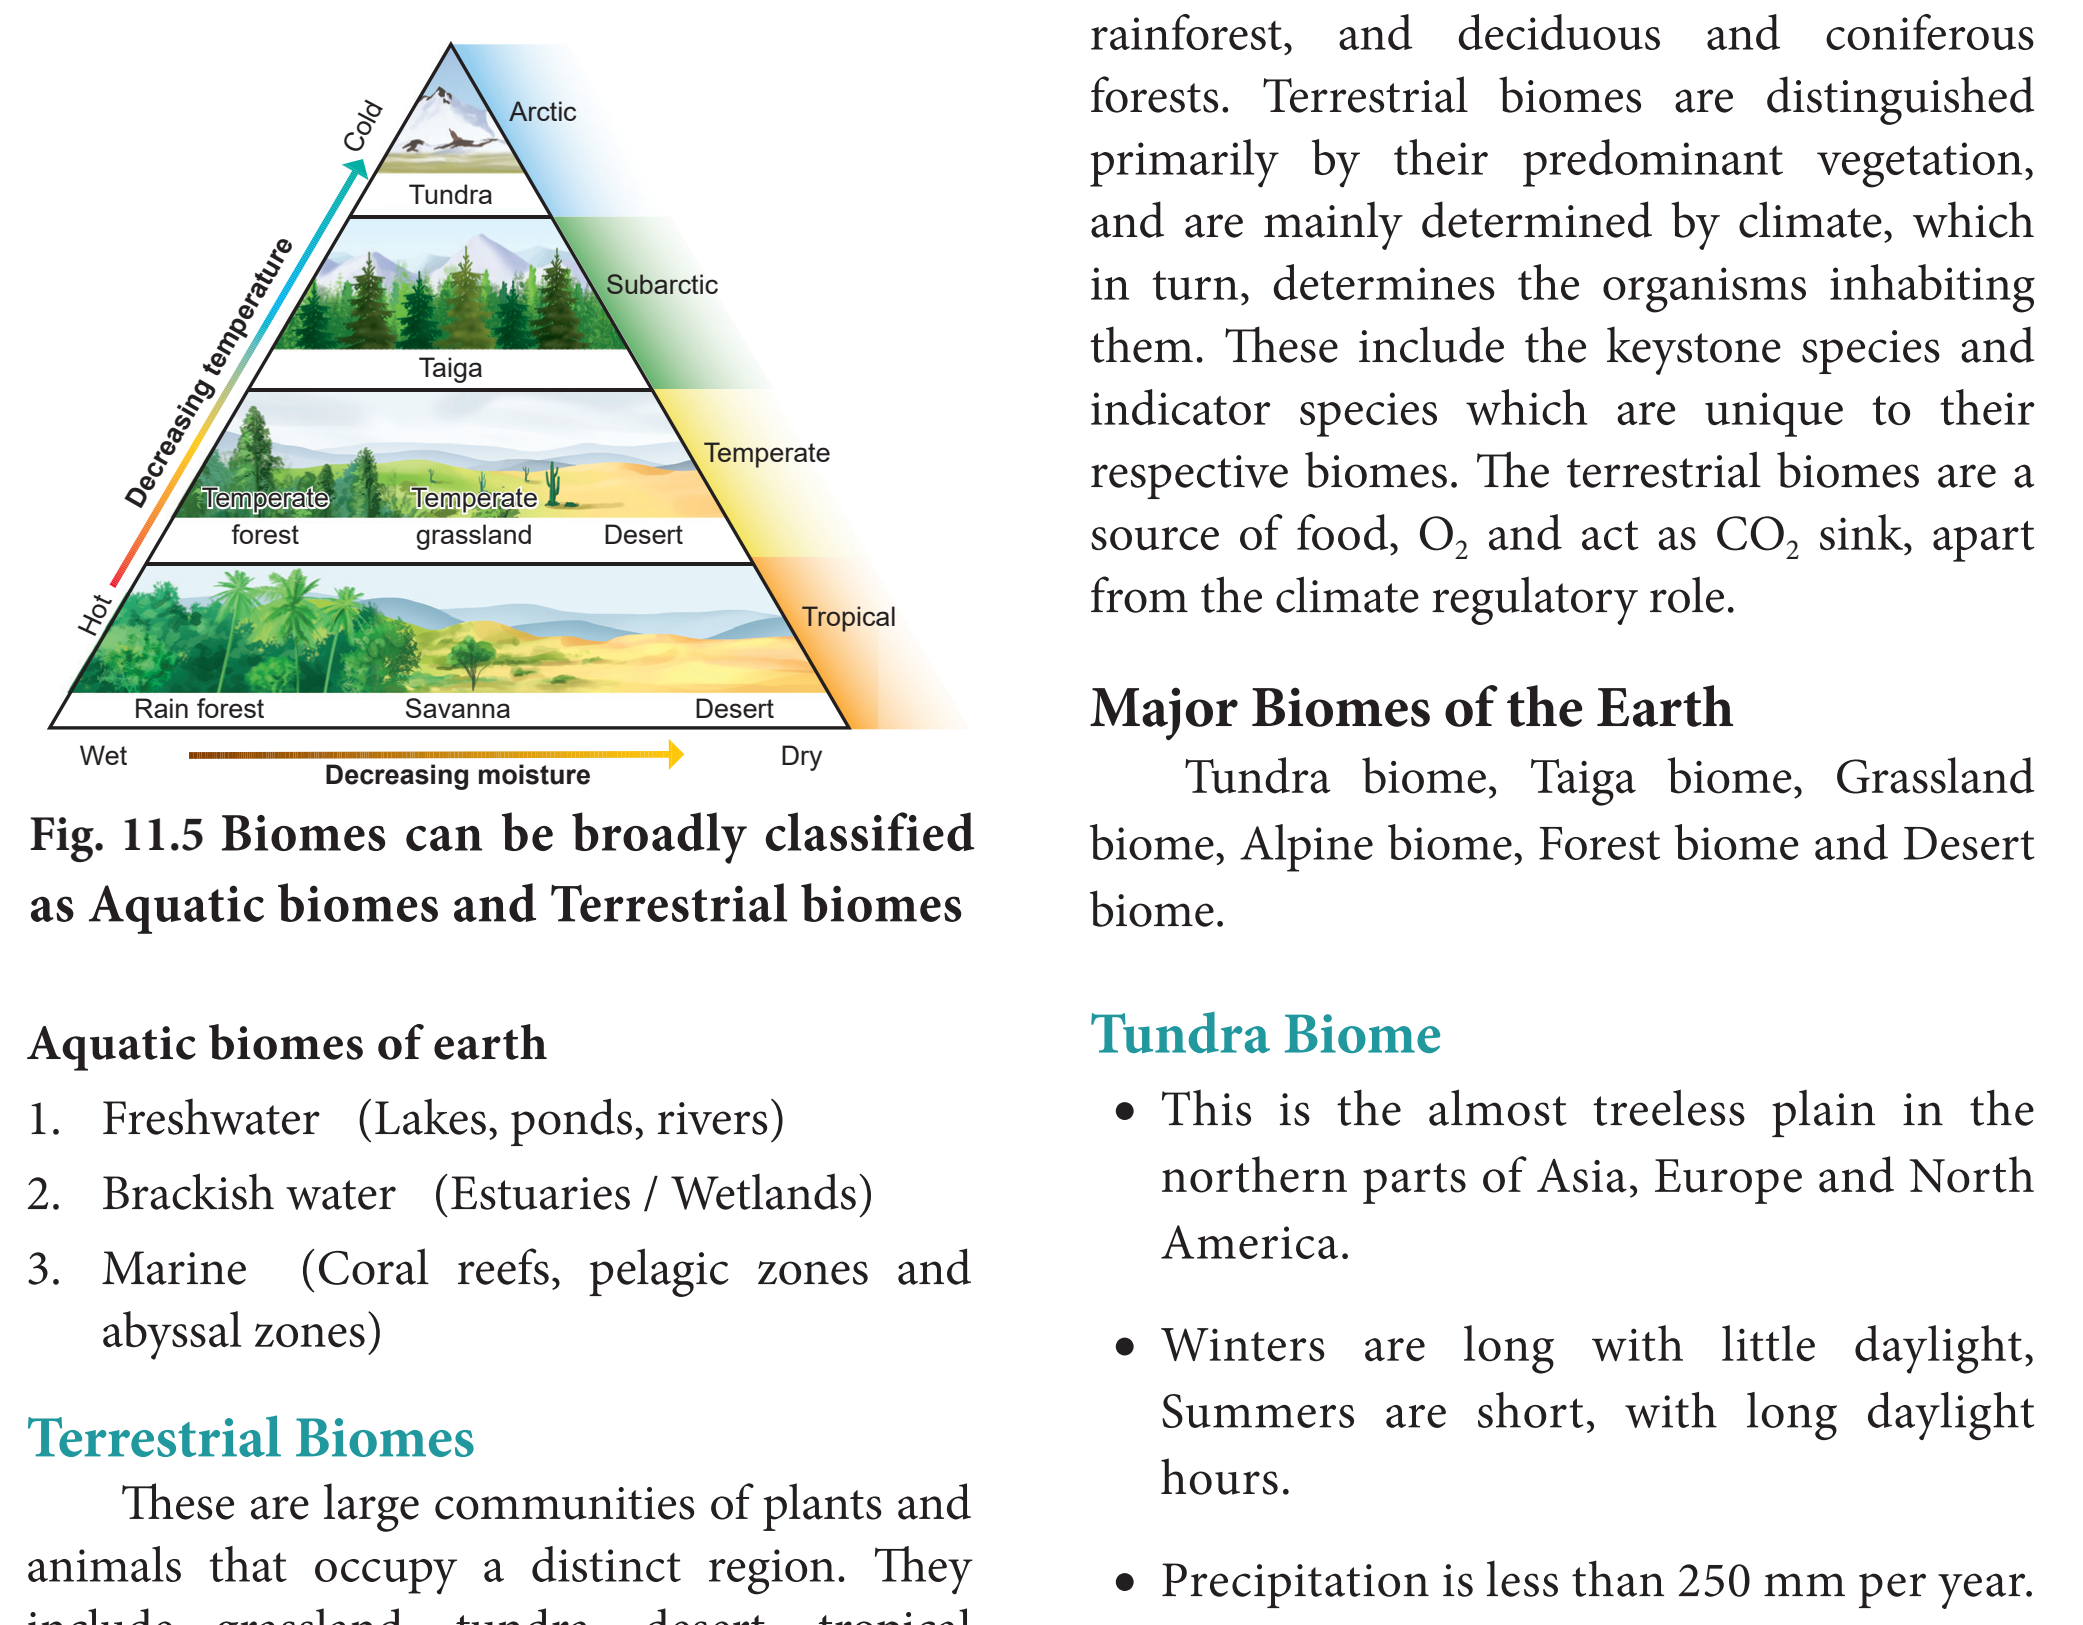 Arctic
Cold
Tundra
Subarctic
Decreasing temperature
Taiga
Temperate
Temperate Temperate
forest grassland Desert
Hot
Tropical
Rain forest Savanna Desert
Wet Dry
Decreasing moisture
Fig. 11.5 Biomes can be broadly classified
as Aquatic biomes and Terrestrial biomes
Aquatic biomes of earth
1. Freshwater (Lakes, ponds, rivers)
2. Brackish water (Estuaries / Wetlands)
3. Marine (Coral reefs, pelagic zones and
abyssal zones)
Terrestrial Biomes
These are large communities of plants and
animals that occupy a distinct region. They
include grassland, tundra, desert, tropical
rainforest, and deciduous and coniferous
forests. Terrestrial biomes are distinguished
primarily by their predominant vegetation,
and are mainly determined by climate, which
in turn, determines the organisms inhabiting
them. These include the keystone species and
indicator species which are unique to their
respective biomes. The terrestrial biomes are a
source of food, O₂ and act as CO₂ sink, apart
from the climate regulatory role.
Major Biomes of the Earth
Tundra biome, Taiga biome, Grassland
biome, Alpine biome, Forest biome and Desert
biome.
Tundra Biome
• This is the almost treeless plain in the
northern parts of Asia, Europe and North
America.
• Winters are long with little daylight,
Summers are short, with long daylight
hours.
• Precipitation is less than 250 mm per year.